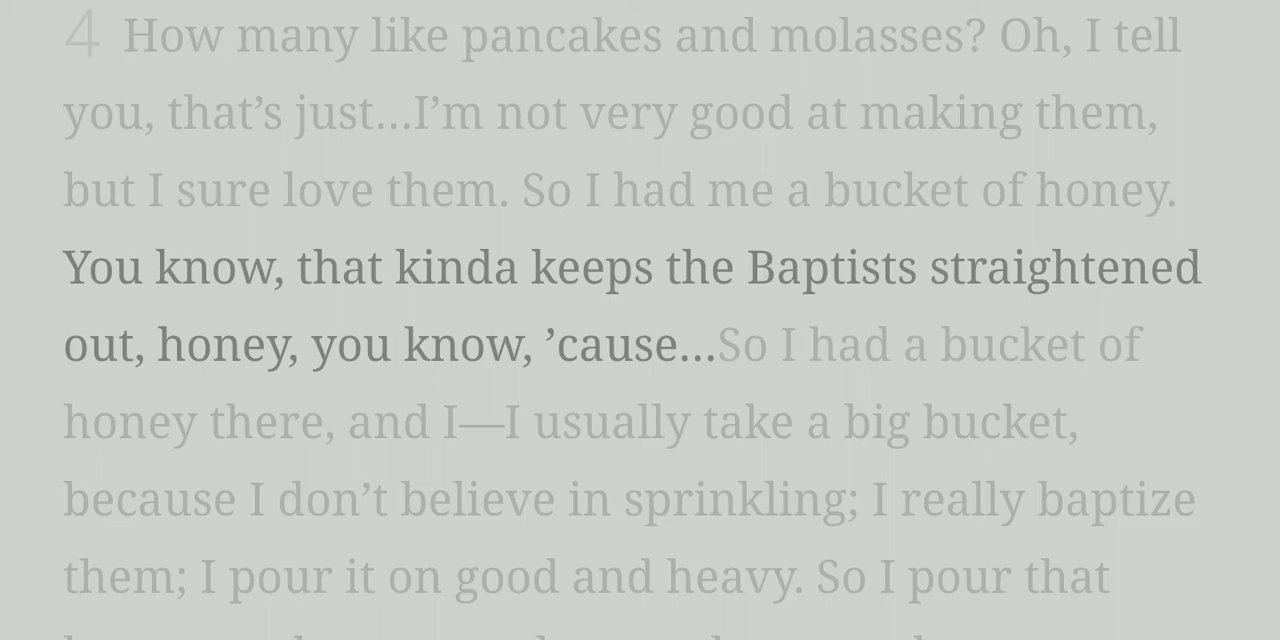 4 How many like pancakes and molasses? Oh, I tell
you, that’s just…I’m not very good at making them,
but I sure love them. So I had me a bucket of honey.
You know, that kinda keeps the Baptists straightened
out, honey, you know, ’cause…So I had a bucket of
honey there, and I—I usually take a big bucket,
because I don’t believe in sprinkling; I really baptize
them; I pour it on good and heavy. So I pour that